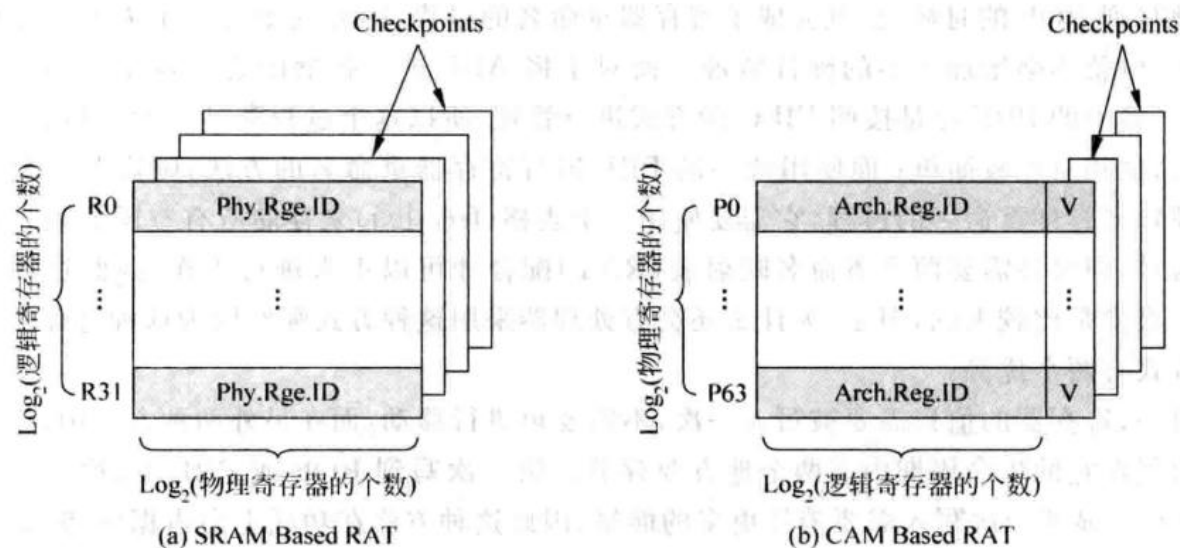 Checkpoints
Log₂(逻辑寄存器的个数)
R0
Phy.Rge.ID
⋮
⋮
R31
Phy.Rge.ID
Log₂(物理寄存器的个数)
(a) SRAM Based RAT
Checkpoints
Log₂(物理寄存器的个数)
P0
Arch.Reg.ID
V
⋮
⋮
P63
Arch.Reg.ID
V
Log₂(逻辑寄存器的个数)
(b) CAM Based RAT